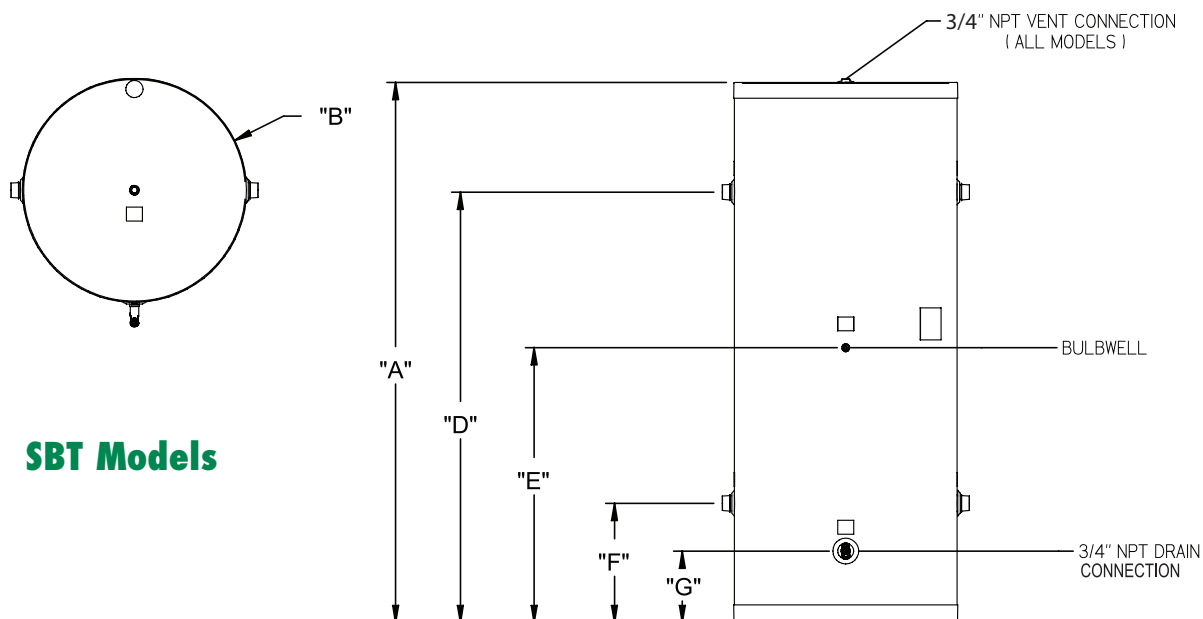 3/4" NPT VENT CONNECTION
( ALL MODELS )
"B"
"A"
"D"
BULBWELL
SBT Models
"E"
"F"
"G"
3/4" NPT DRAIN
CONNECTION